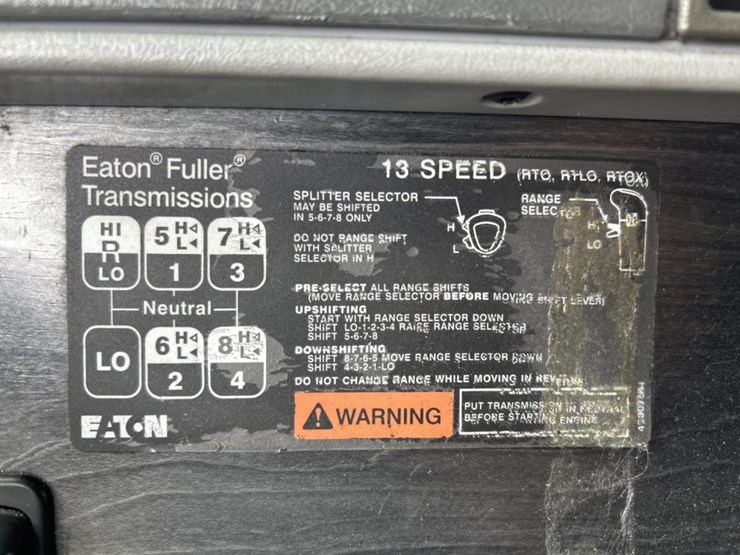 Eaton® Fuller®
Transmissions
13 SPEED (RTO, RTLO, RTOX)
SPLITTER SELECTOR
MAY BE SHIFTED
IN 5-6-7-8 ONLY
H
L
RANGE
SELECTOR
HI
LO
DO NOT RANGE SHIFT
WITH SPLITTER
SELECTOR IN H
HI
R
LO
5 H
L
1
7 H
L
3
Neutral
LO
6 H
L
2
8 H
L
4
PRE-SELECT ALL RANGE SHIFTS
(MOVE RANGE SELECTOR BEFORE MOVING SHIFT LEVER)
UPSHIFTING
START WITH RANGE SELECTOR DOWN
SHIFT LO-1-2-3-4 RAISE RANGE SELECTOR
SHIFT 5-6-7-8
DOWNSHIFTING
SHIFT 8-7-6-5 MOVE RANGE SELECTOR DOWN
SHIFT 4-3-2-1-LO
DO NOT CHANGE RANGE WHILE MOVING IN REVERSE
EATON
WARNING
PUT TRANSMISSION IN NEUTRAL
BEFORE STARTING ENGINE